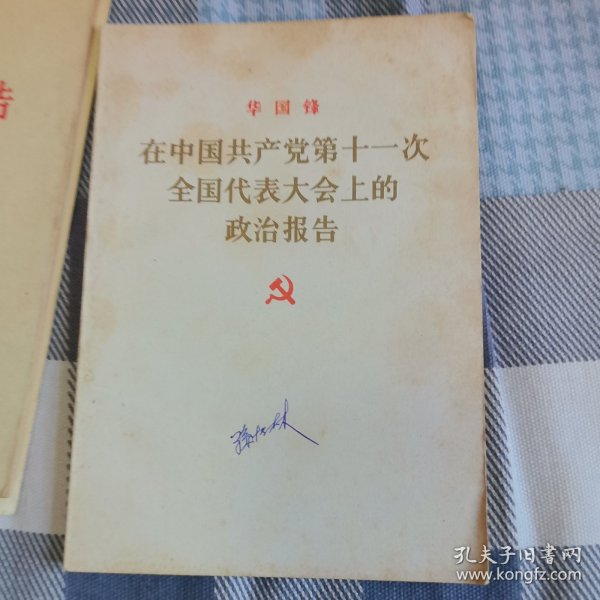 告
华国锋
在中国共产党第十一次
全国代表大会上的
政治报告
孔夫子旧书网
www.kongfz.com